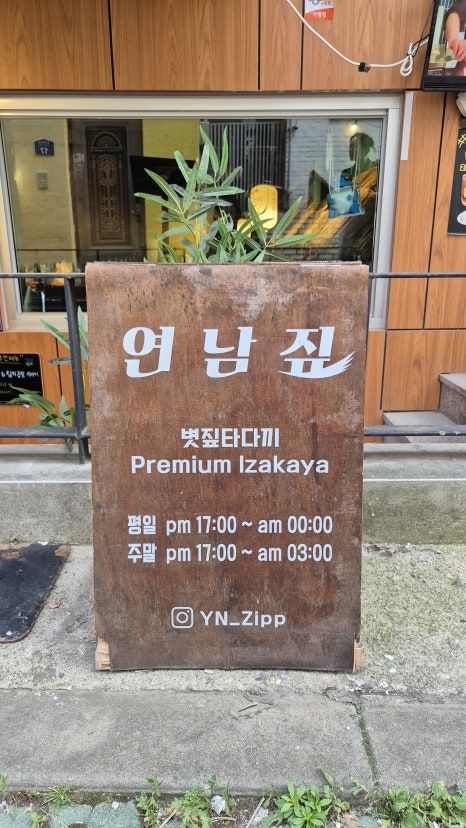 연남짚
볏짚타다끼
Premium Izakaya
평일 pm 17:00 ~ am 00:00
주말 pm 17:00 ~ am 03:00
YN_Zipp